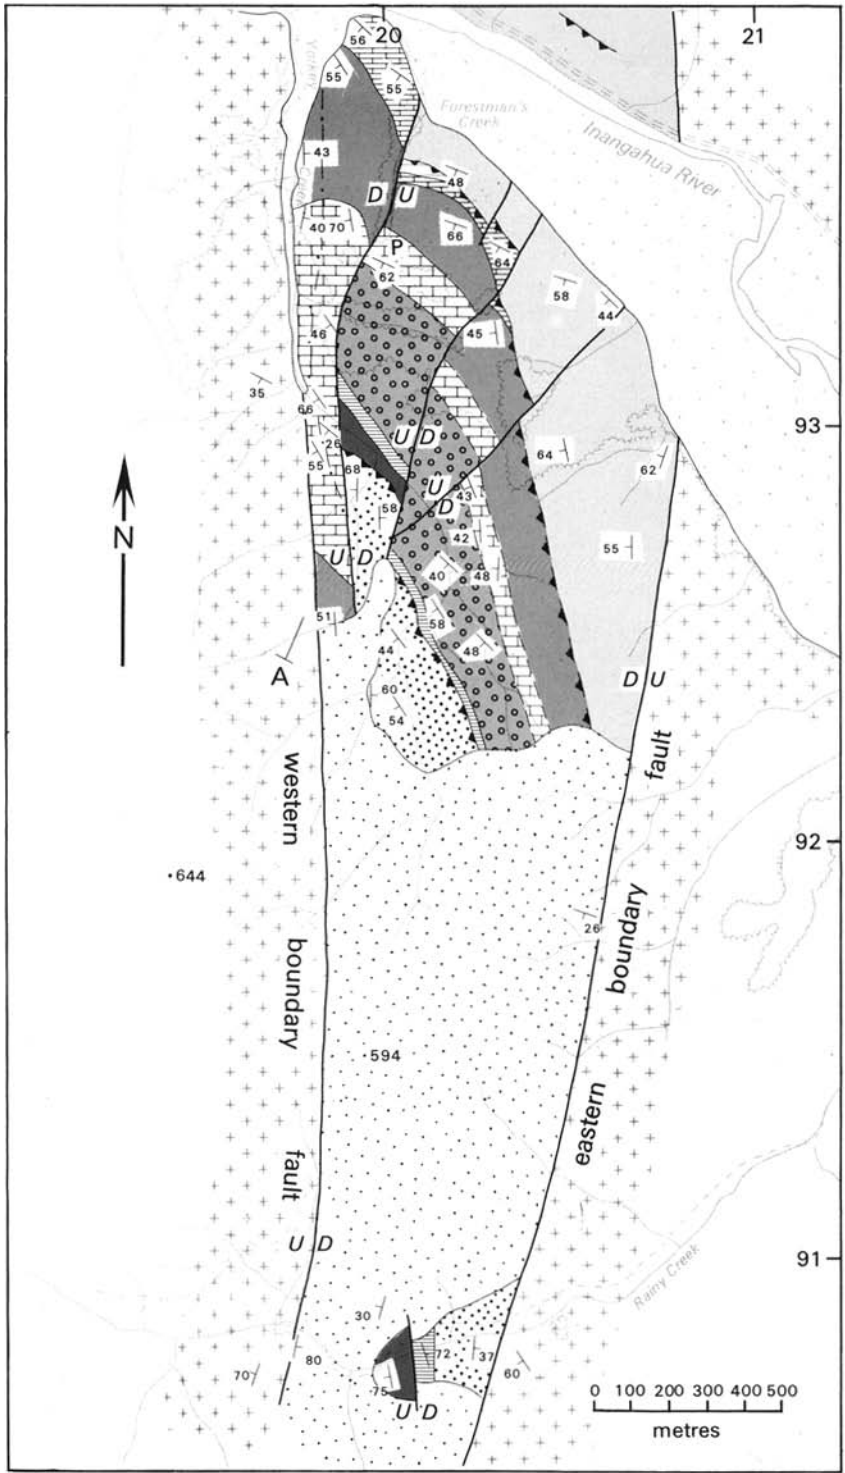 20
21
56
55
55
Forestman's
Creek
Inangahua River
43
48
D U
66
P
40 70
62
64
58
44
46
45
35
66
93
26
U D
55
68
64
62
U
43
D
58
42
55
U D
40
48
N
58
51
48
44
D U
A
60
54
fault
western
92
644
boundary
26
boundary
594
eastern
fault
U D
91
Rainy Creek
30
72
37
80
60
70
75
0 100 200 300 400 500
U D
metres